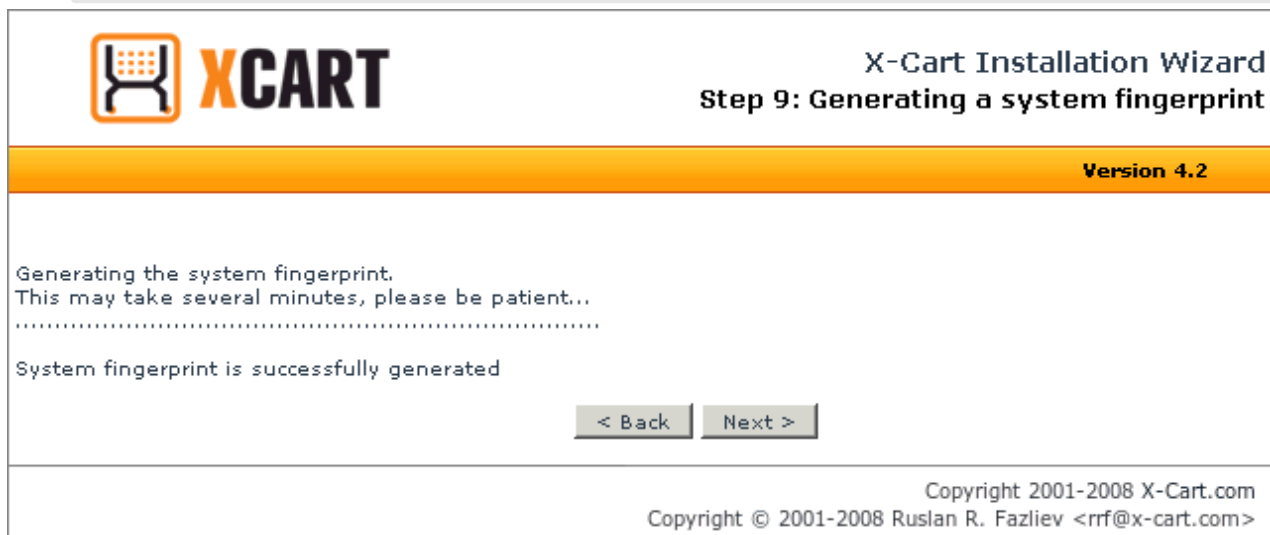 XCART
X-Cart Installation Wizard
Step 9: Generating a system fingerprint
Version 4.2
Generating the system fingerprint.
This may take several minutes, please be patient...
...........................................................................
System fingerprint is successfully generated
< Back Next >
Copyright 2001-2008 X-Cart.com
Copyright © 2001-2008 Ruslan R. Fazliev <rrf@x-cart.com>